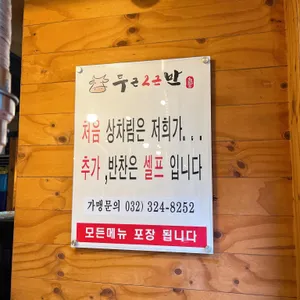 두근2근반
처음 상차림은 저희가...
추가 ,반찬은 셀프 입니다
가맹문의 032) 324-8252
모든메뉴 포장 됩니다